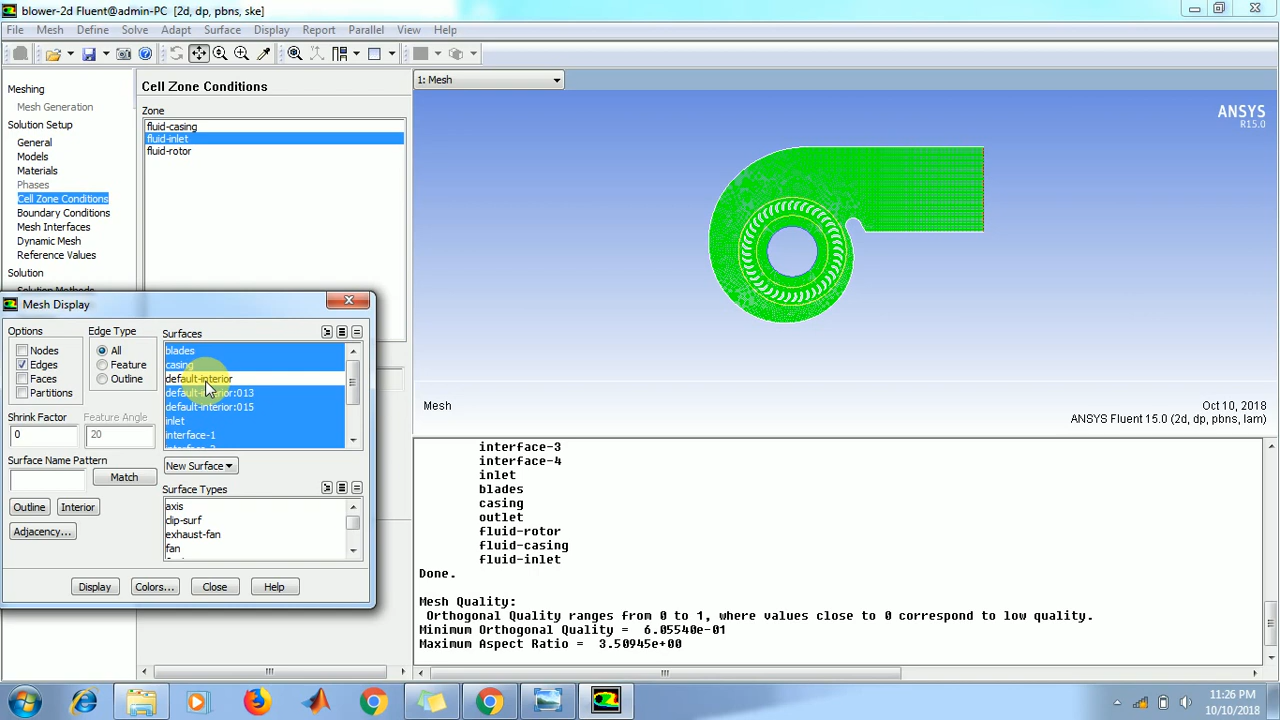 blower-2d Fluent@admin-PC [2d, dp, pbns, ske]
File Mesh Define Solve Adapt Surface Display Report Parallel View Help
Meshing
Mesh Generation
Solution Setup
General
Models
Materials
Phases
Cell Zone Conditions
Boundary Conditions
Mesh Interfaces
Dynamic Mesh
Reference Values
Solution
Cell Zone Conditions
Zone
fluid-casing
fluid-inlet
fluid-rotor
1: Mesh
ANSYS
R15.0
Mesh
Oct 10, 2018
ANSYS Fluent 15.0 (2d, dp, pbns, lam)
Mesh Display
Options
Nodes
Edges
Faces
Partitions
Edge Type
All
Feature
Outline
Shrink Factor
0
Feature Angle
20
Surface Name Pattern
Match
Outline
Interior
Adjacency...
Surfaces
blades
casing
default-interior
default-interior:013
default-interior:015
inlet
interface-1
New Surface
Surface Types
axis
clip-surf
exhaust-fan
fan
Display
Colors...
Close
Help
interface-3
interface-4
inlet
blades
casing
outlet
fluid-rotor
fluid-casing
fluid-inlet
Done.
Mesh Quality:
Orthogonal Quality ranges from 0 to 1, where values close to 0 correspond to low quality.
Minimum Orthogonal Quality = 6.05540e-01
Maximum Aspect Ratio = 3.50945e+00
11:26 PM
10/10/2018